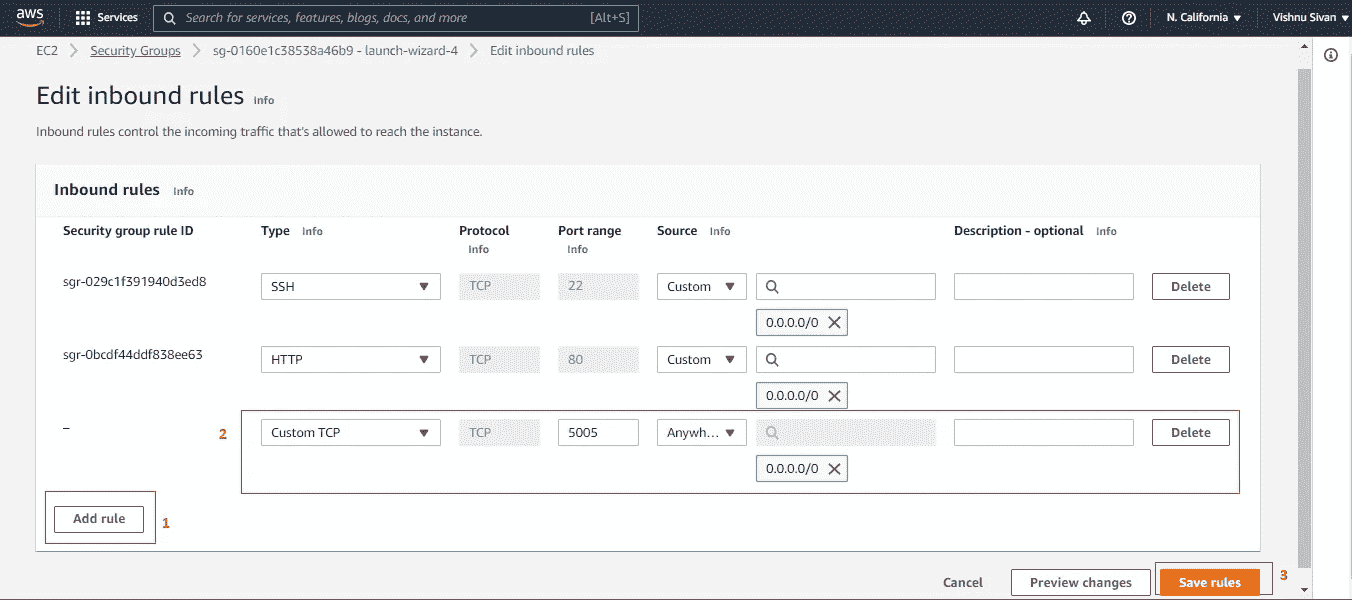 aws Services Search for services, features, blogs, docs, and more [Alt+S] N. California Vishnu Sivan
EC2 Security Groups sg-0160e1c38538a46b9 - launch-wizard-4 Edit inbound rules
Edit inbound rules Info
Inbound rules control the incoming traffic that's allowed to reach the instance.
Inbound rules Info
Security group rule ID Type Info Protocol Port range Source Info Description - optional Info
Info Info
sgr-029c1f391940d3ed8 SSH TCP 22 Custom Delete
0.0.0.0/0
sgr-0bcdf44ddf838ee63 HTTP TCP 80 Custom Delete
0.0.0.0/0
– 2 Custom TCP TCP 5005 Anywh... Delete
0.0.0.0/0
Add rule 1
Cancel Preview changes Save rules 3